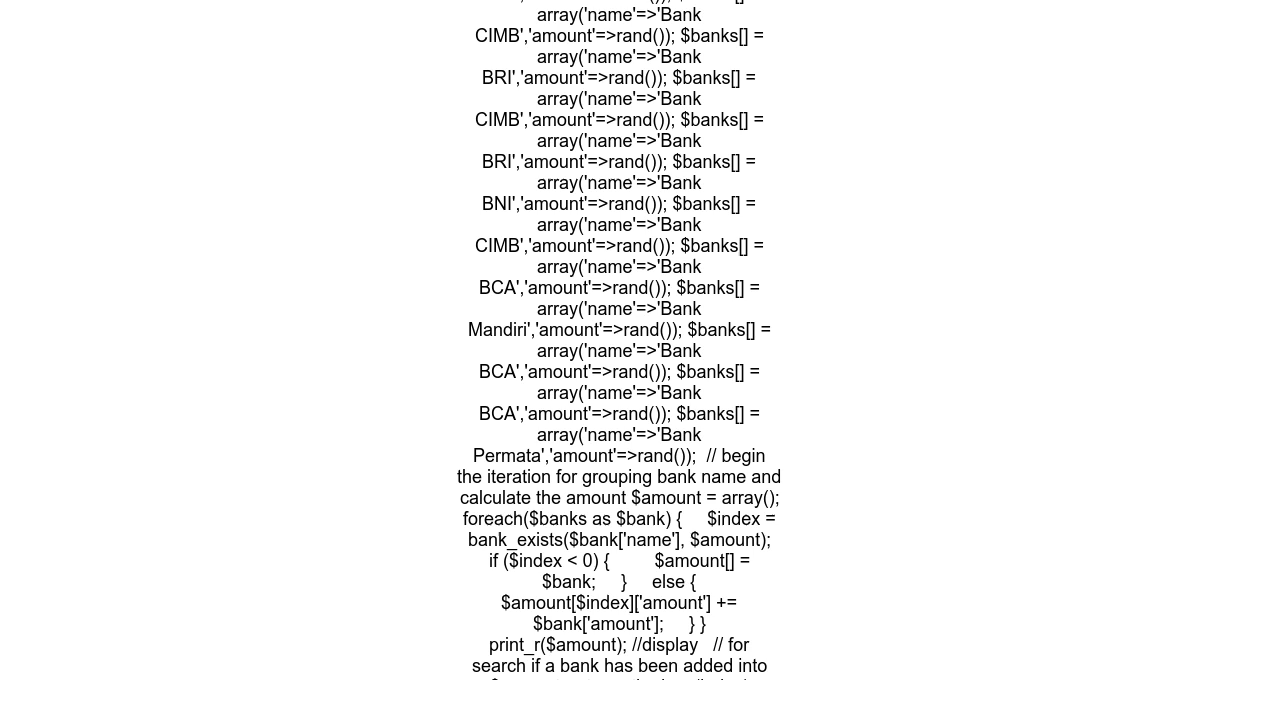 array('name'=>'Bank
CIMB','amount'=>rand()); $banks[] =
array('name'=>'Bank
BRI','amount'=>rand()); $banks[] =
array('name'=>'Bank
CIMB','amount'=>rand()); $banks[] =
array('name'=>'Bank
BRI','amount'=>rand()); $banks[] =
array('name'=>'Bank
BNI','amount'=>rand()); $banks[] =
array('name'=>'Bank
CIMB','amount'=>rand()); $banks[] =
array('name'=>'Bank
BCA','amount'=>rand()); $banks[] =
array('name'=>'Bank
Mandiri','amount'=>rand()); $banks[] =
array('name'=>'Bank
BCA','amount'=>rand()); $banks[] =
array('name'=>'Bank
BCA','amount'=>rand()); $banks[] =
array('name'=>'Bank
Permata','amount'=>rand());  // begin
the iteration for grouping bank name and
calculate the amount $amount = array();
foreach($banks as $bank) {     $index =
bank_exists($bank['name'], $amount);
if ($index < 0) {         $amount[] =
$bank;     }     else {
$amount[$index]['amount'] +=
$bank['amount'];     } }
print_r($amount); //display   // for
search if a bank has been added into